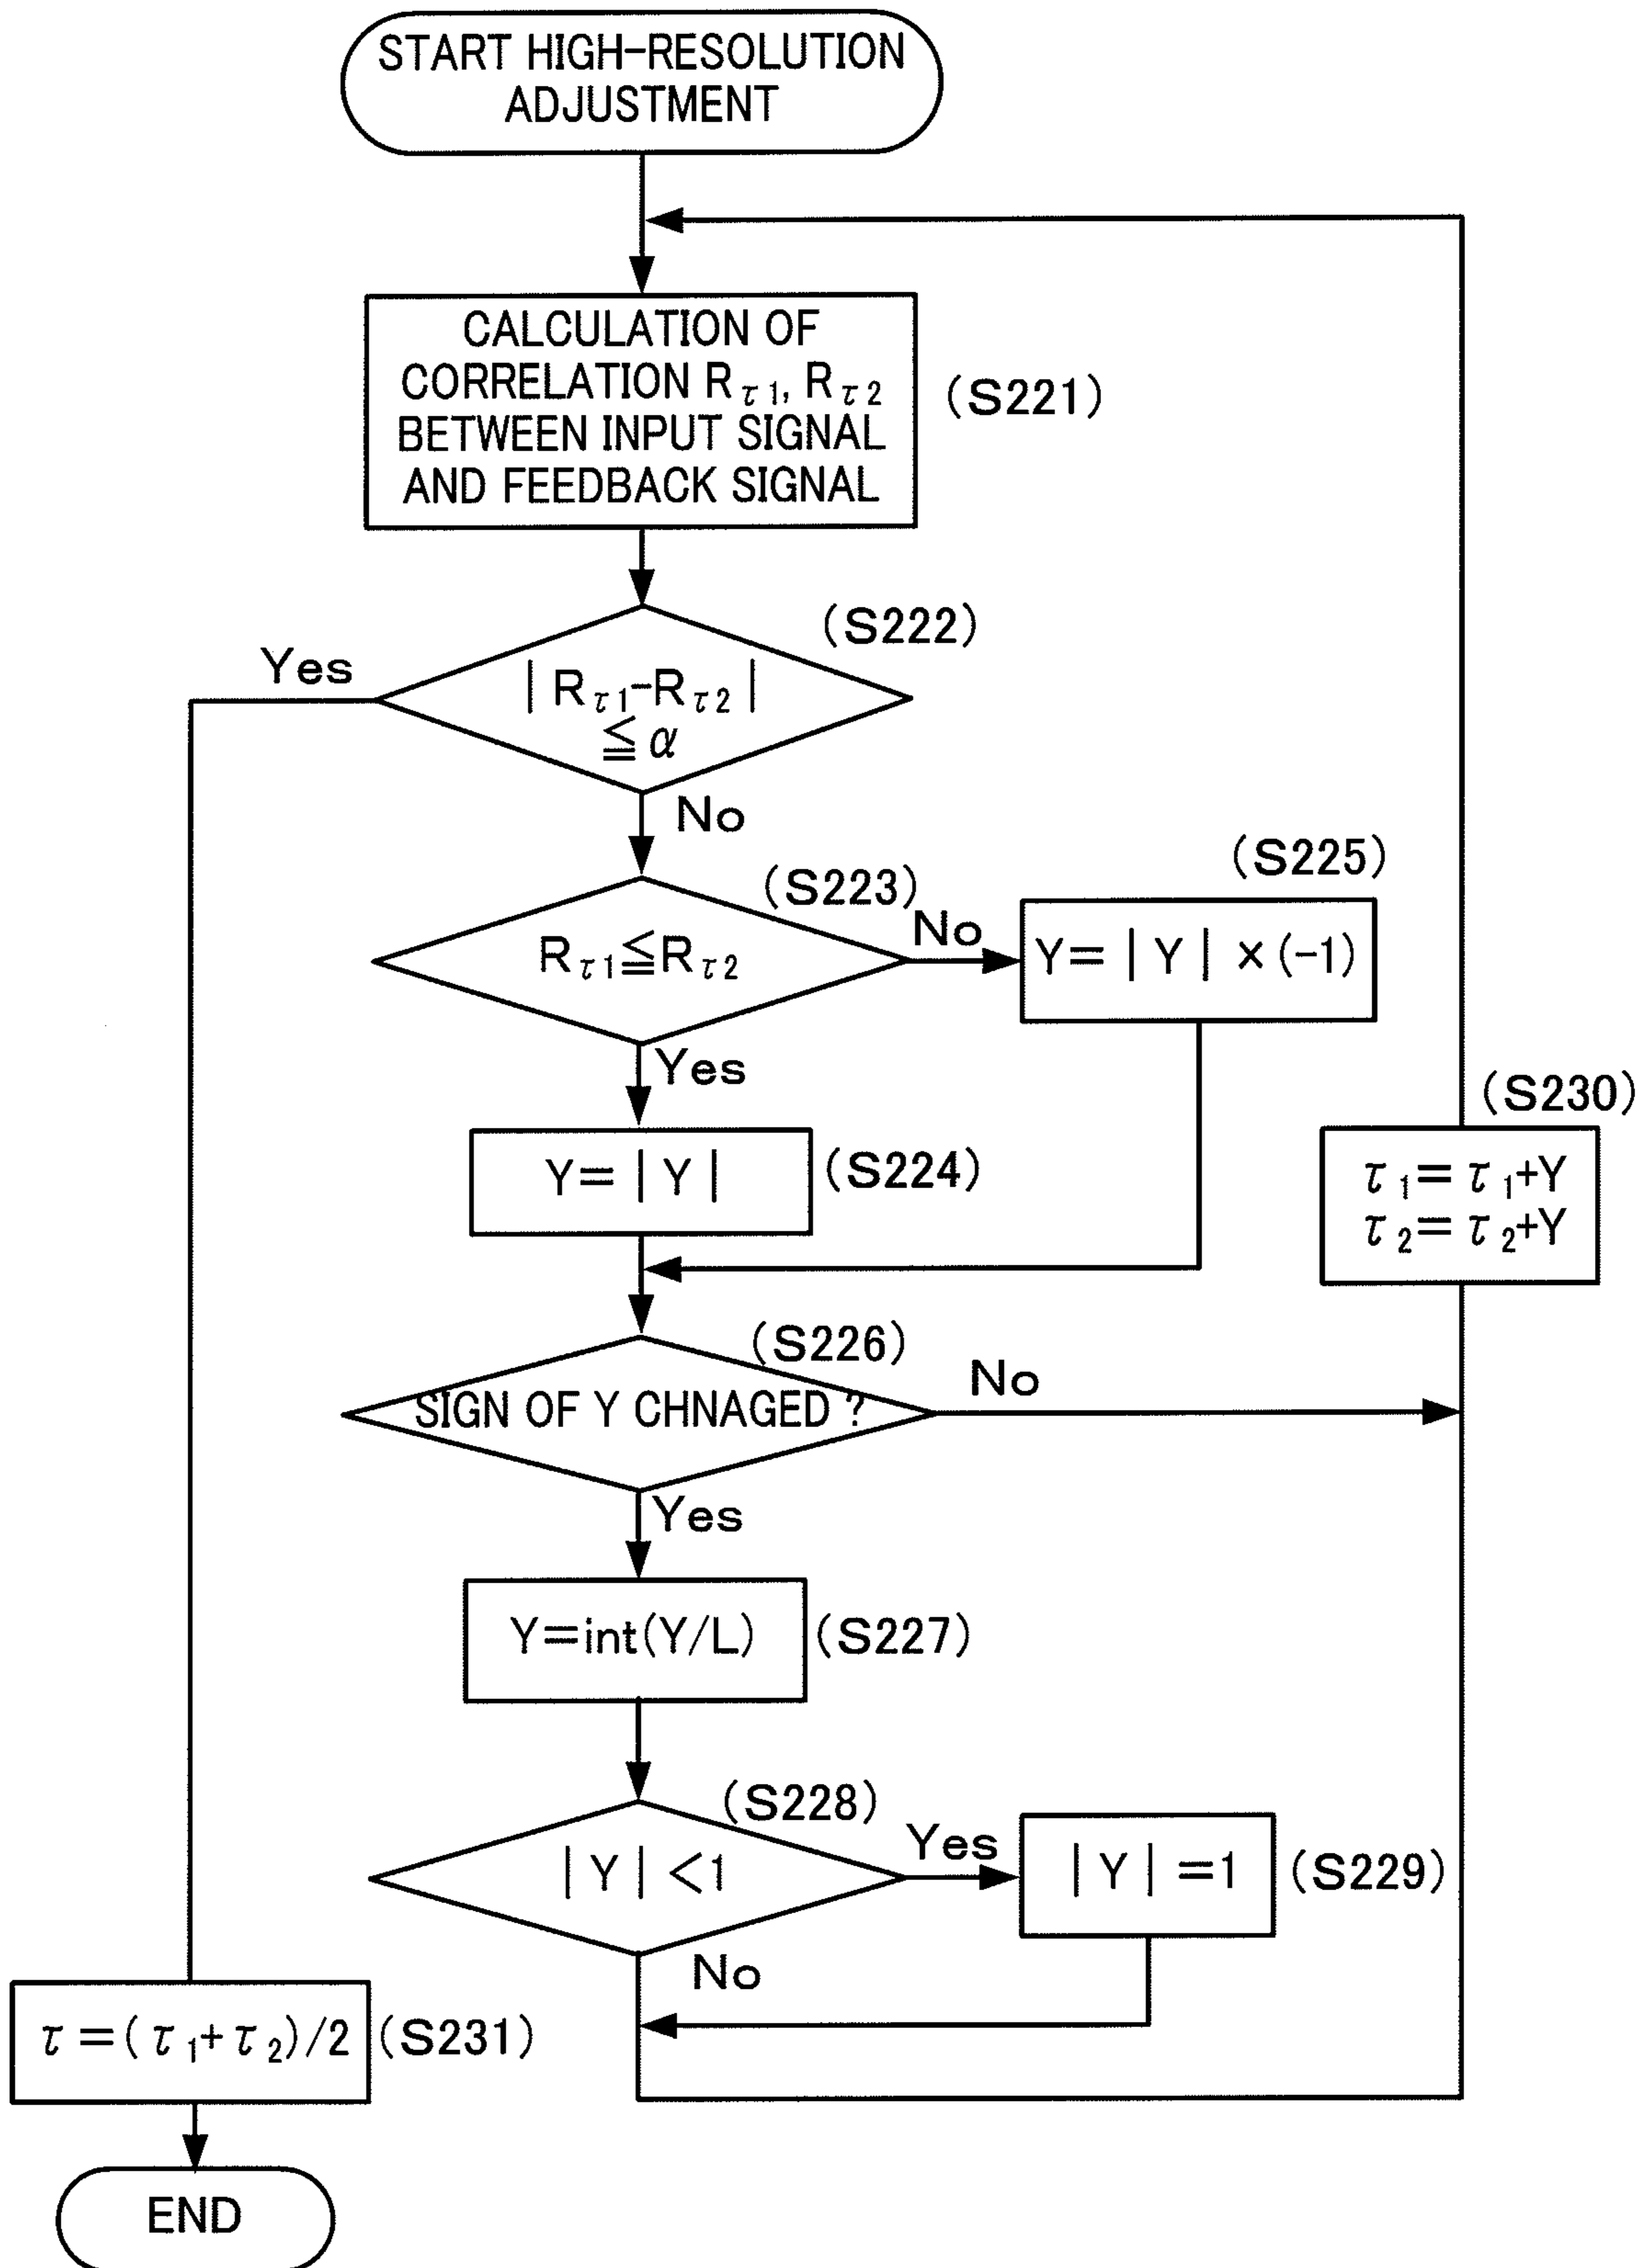 START HIGH-RESOLUTION
ADJUSTMENT
CALCULATION OF
CORRELATION Rτ1, Rτ2
BETWEEN INPUT SIGNAL
AND FEEDBACK SIGNAL
(S221)
(S222)
Yes
| Rτ1-Rτ2 |
≦ α
No
(S223)
Rτ1≦Rτ2
No
(S225)
Y= | Y | ×(-1)
Yes
Y= | Y |
(S224)
(S230)
τ1= τ1+Y
τ2= τ2+Y
(S226)
SIGN OF Y CHNAGED ?
No
Yes
Y=int(Y/L)
(S227)
(S228)
| Y | <1
Yes
| Y | =1
(S229)
No
τ=( τ1+ τ2)/2
(S231)
END